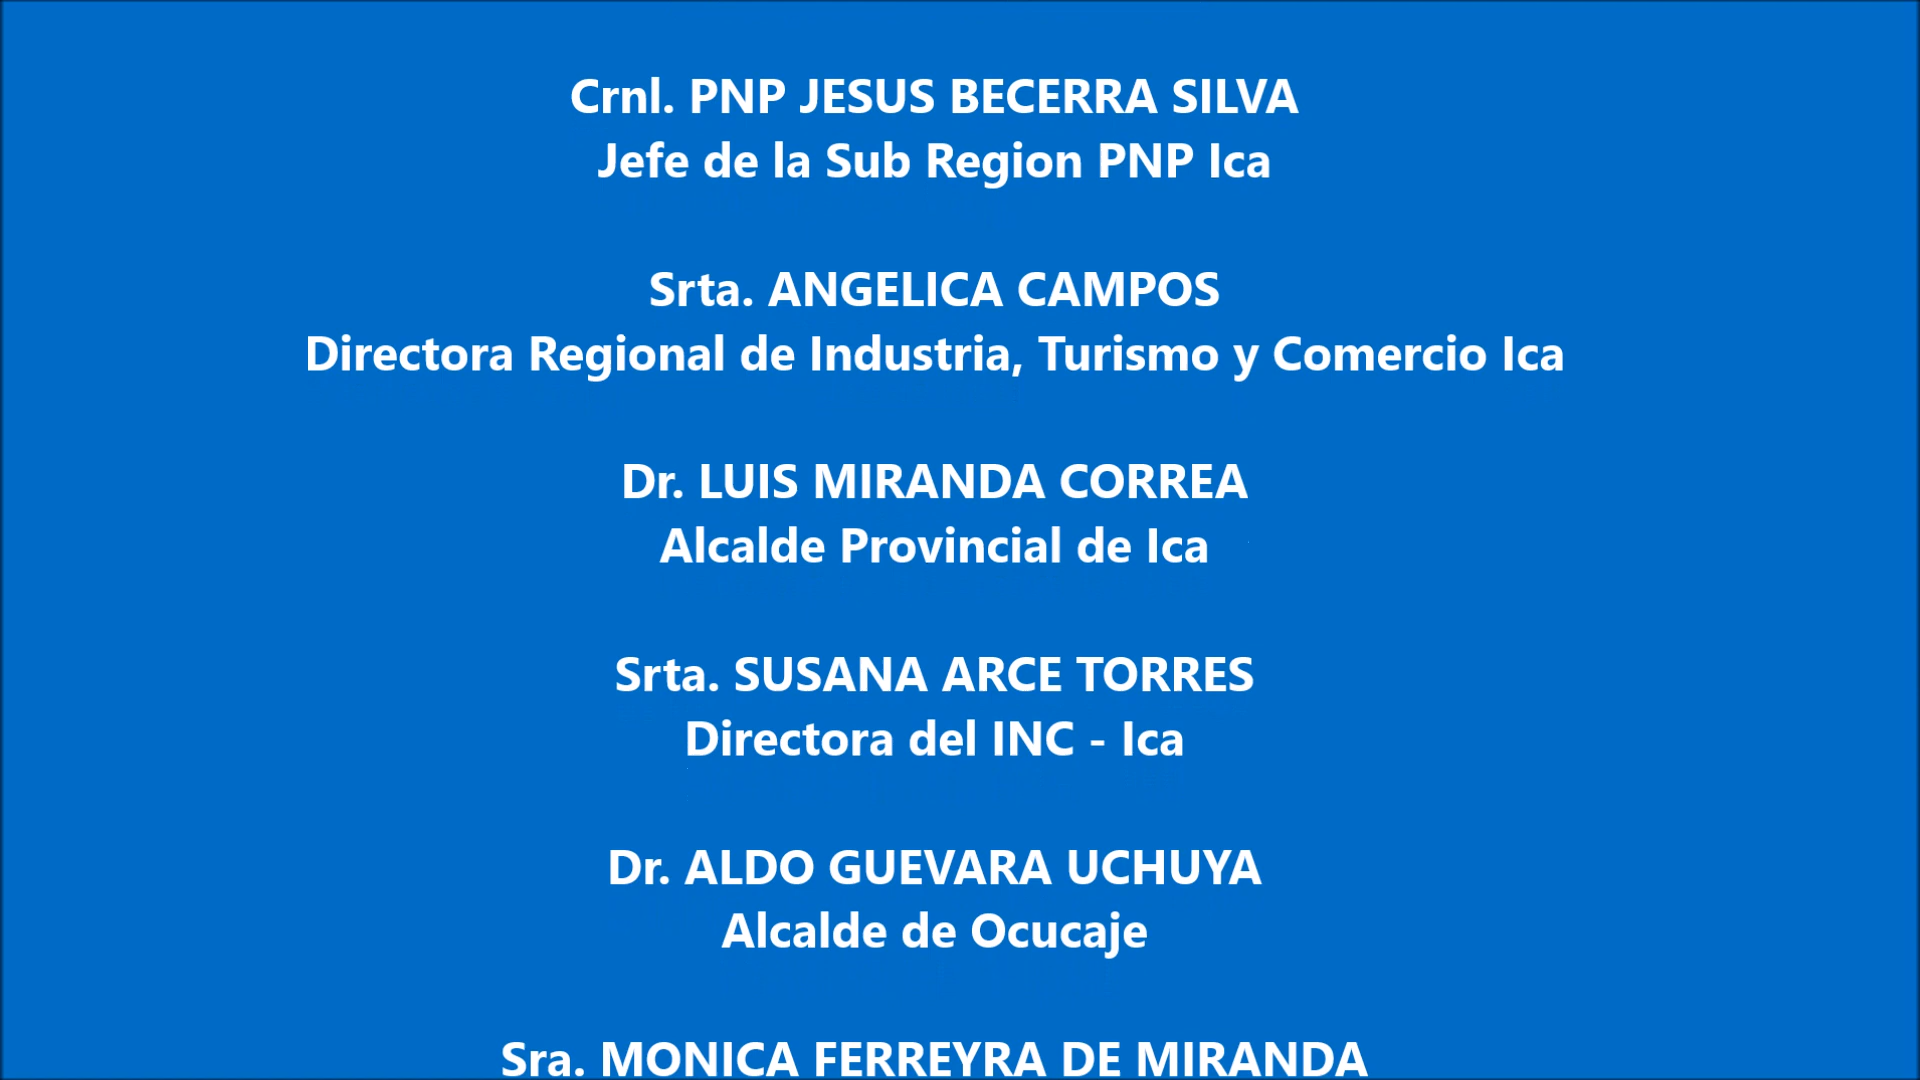 Crnl. PNP JESUS BECERRA SILVA
Jefe de la Sub Region PNP Ica
Srta. ANGELICA CAMPOS
Directora Regional de Industria, Turismo y Comercio Ica
Dr. LUIS MIRANDA CORREA
Alcalde Provincial de Ica
Srta. SUSANA ARCE TORRES
Directora del INC - Ica
Dr. ALDO GUEVARA UCHUYA
Alcalde de Ocucaje
Sra. MONICA FERREYRA DE MIRANDA